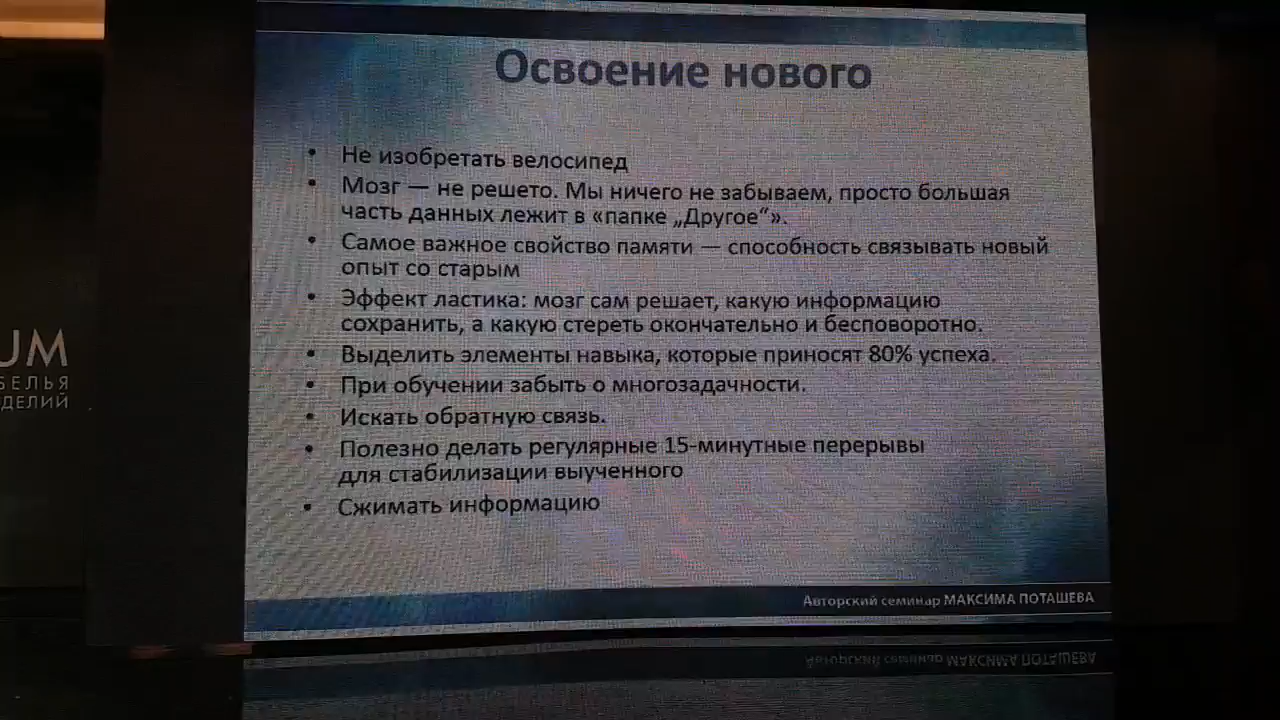 Освоение нового
• Не изобретать велосипед
• Мозг — не решето. Мы ничего не забываем, просто большая
часть данных лежит в «папке „Другое“».
• Самое важное свойство памяти — способность связывать новый
опыт со старым
• Эффект ластика: мозг сам решает, какую информацию
сохранить, а какую стереть окончательно и бесповоротно.
• Выделить элементы навыка, которые приносят 80% успеха.
• При обучении забыть о многозадачности.
• Искать обратную связь.
• Полезно делать регулярные 15-минутные перерывы
для стабилизации выученного
• Сжимать информацию
Авторский семинар МАКСИМА ПОТАШЕВА
UM
БЕЛЬЯ
ДЕЛИЙ